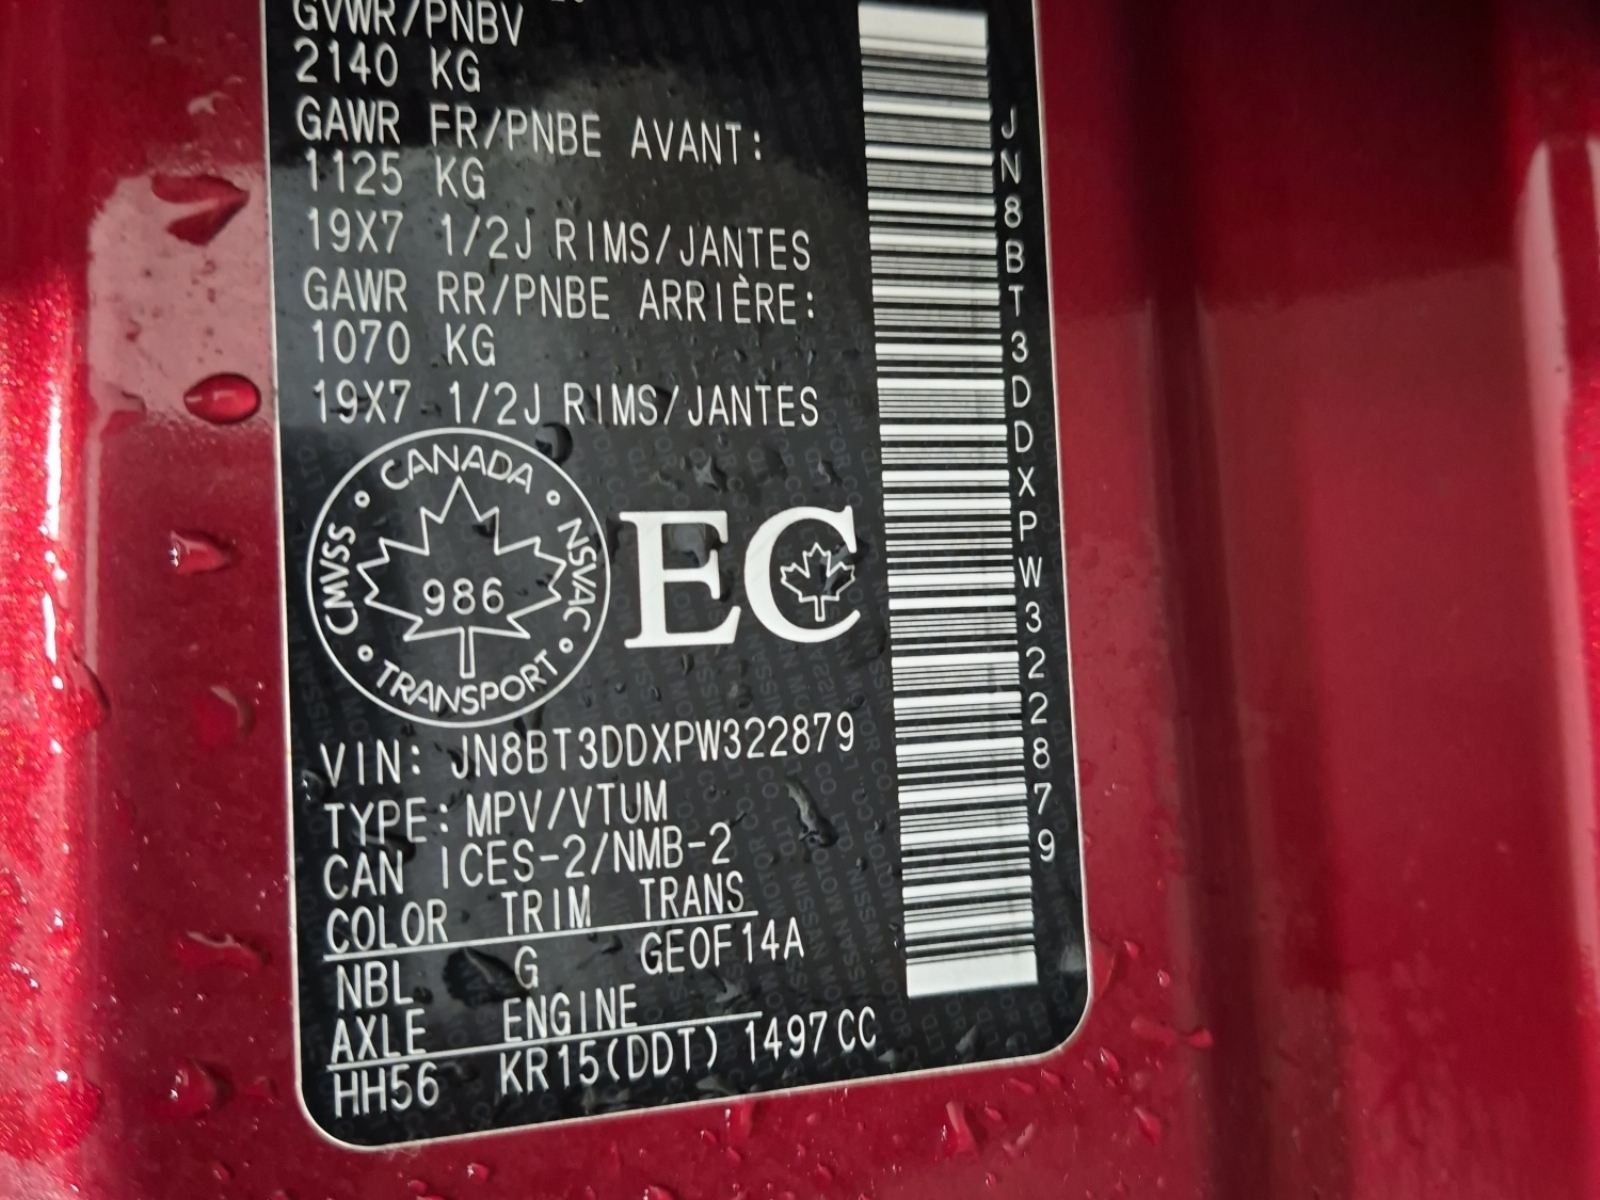 GVWR/PNBV
2140 KG
GAWR FR/PNBE AVANT:
1125 KG
19X7 1/2J RIMS/JANTES
GAWR RR/PNBE ARRIÈRE:
1070 KG
19X7 1/2J RIMS/JANTES
CANADA
CMVSS
NSVAC
986
TRANSPORT
EC
VIN: JN8BT3DDXPW322879
TYPE: MPV/VTUM
CAN ICES-2/NMB-2
COLOR TRIM TRANS
NBL G GE0F14A
AXLE ENGINE
HH56 KR15(DDT) 1497CC
JN8BT3DDXPW322879